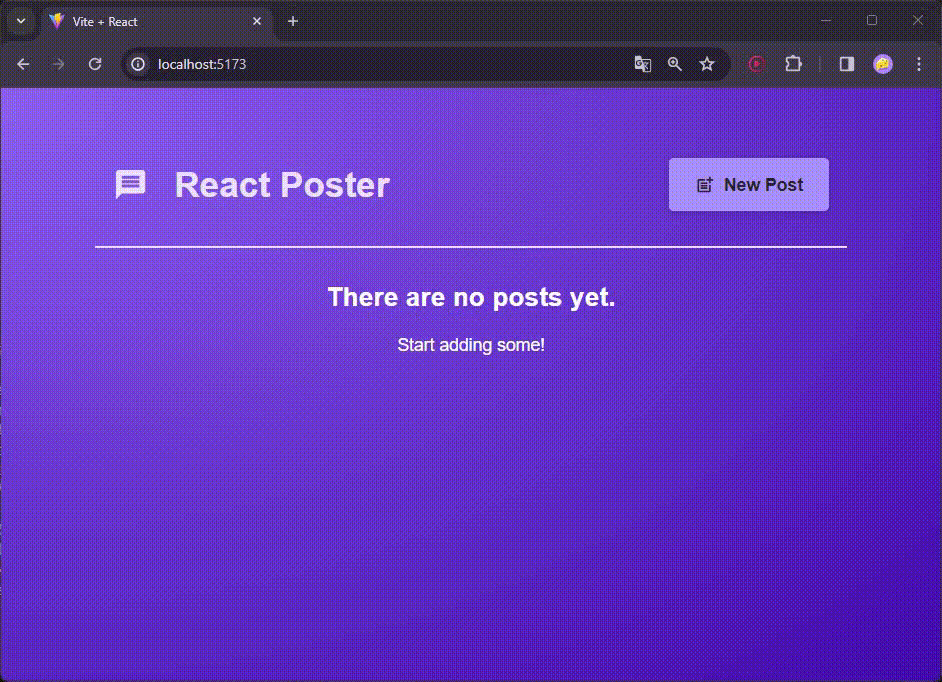 Vite + React
localhost:5173
React Poster
New Post
There are no posts yet.
Start adding some!